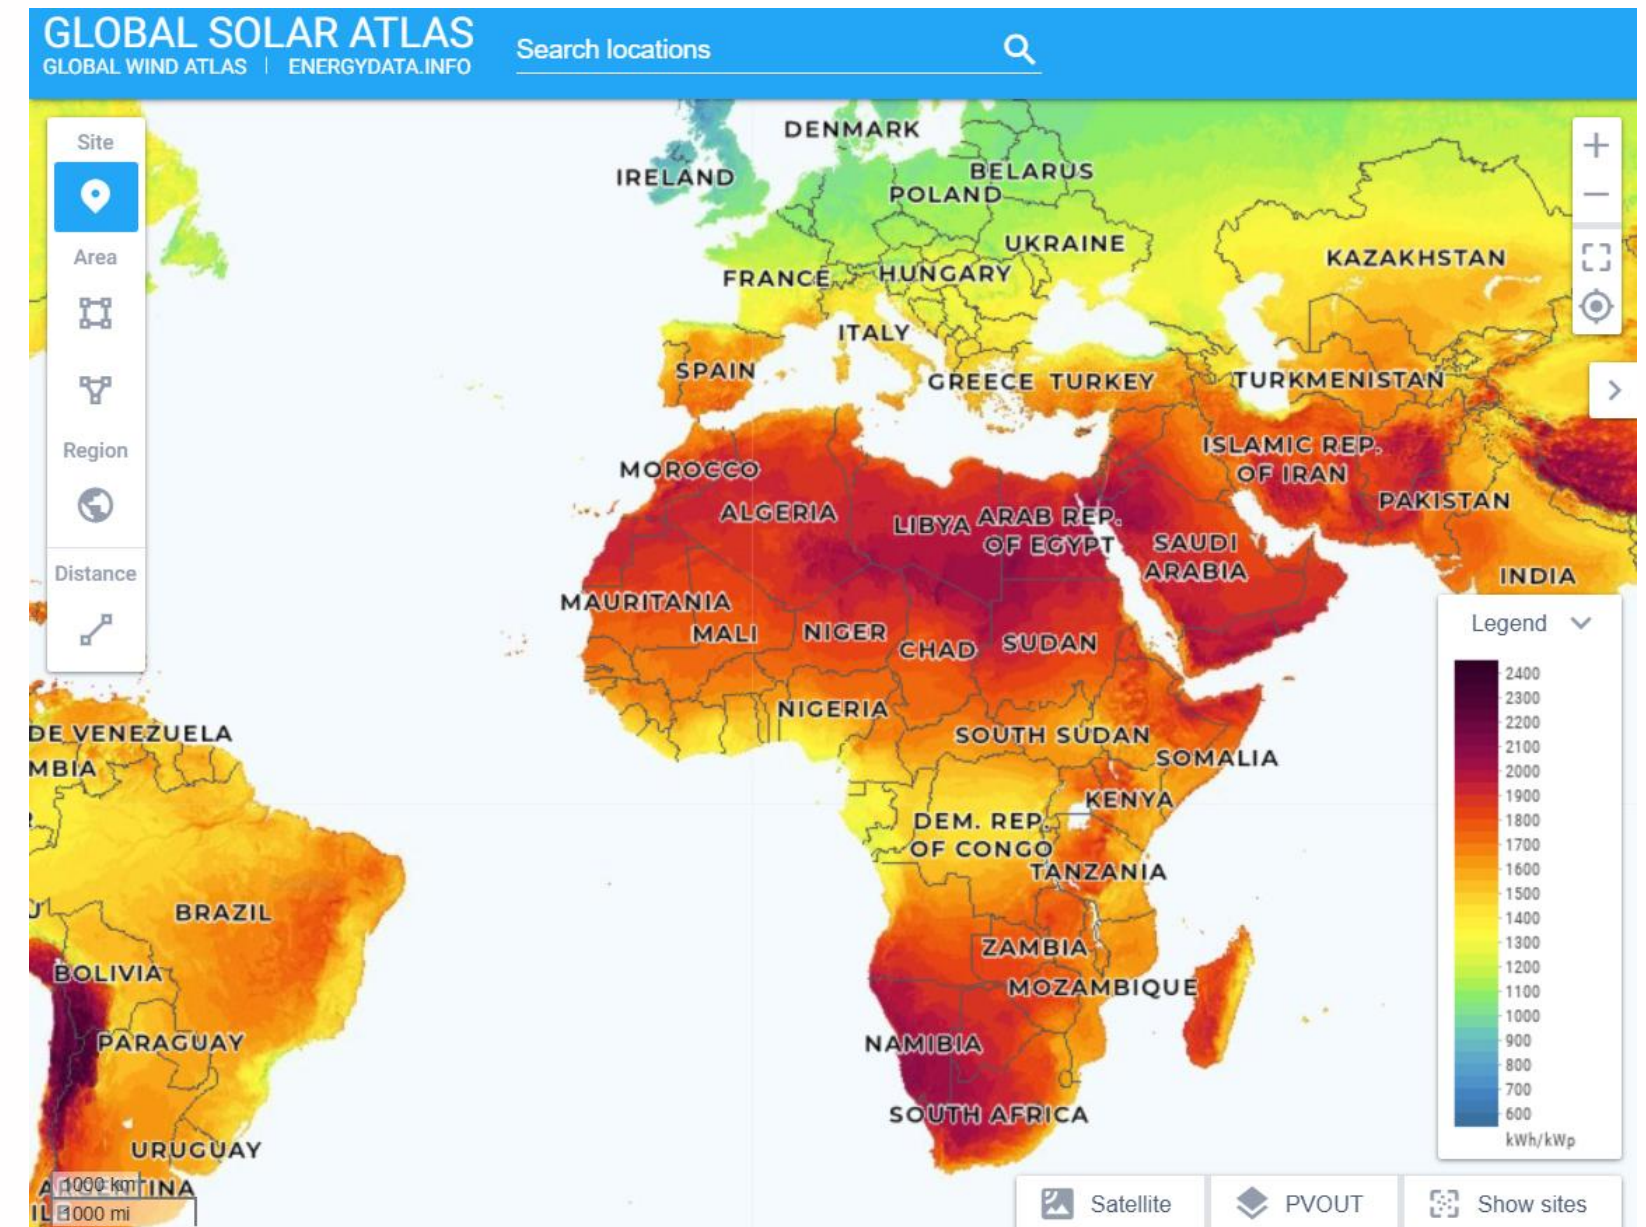 GLOBAL SOLAR ATLAS
GLOBAL WIND ATLAS | ENERGYDATA.INFO
Search locations
Site
Area
Region
Distance
DENMARK
IRELAND
BELARUS
POLAND
UKRAINE
FRANCE
HUNGARY
KAZAKHSTAN
ITALY
SPAIN
GREECE
TURKEY
TURKMENISTAN
ISLAMIC REP.
OF IRAN
MOROCCO
PAKISTAN
ALGERIA
LIBYA
ARAB REP.
OF EGYPT
SAUDI
ARABIA
INDIA
MAURITANIA
MALI
NIGER
CHAD
SUDAN
NIGERIA
SOUTH SUDAN
SOMALIA
DE VENEZUELA
MBIA
KENYA
DEM. REP.
OF CONGO
TANZANIA
BRAZIL
ZAMBIA
BOLIVIA
MOZAMBIQUE
PARAGUAY
NAMIBIA
SOUTH AFRICA
URUGUAY
ARGENTINA
1000 km
1000 mi
Legend
2400
2300
2200
2100
2000
1900
1800
1700
1600
1500
1400
1300
1200
1100
1000
900
800
700
600
kWh/kWp
Satellite
PVOUT
Show sites